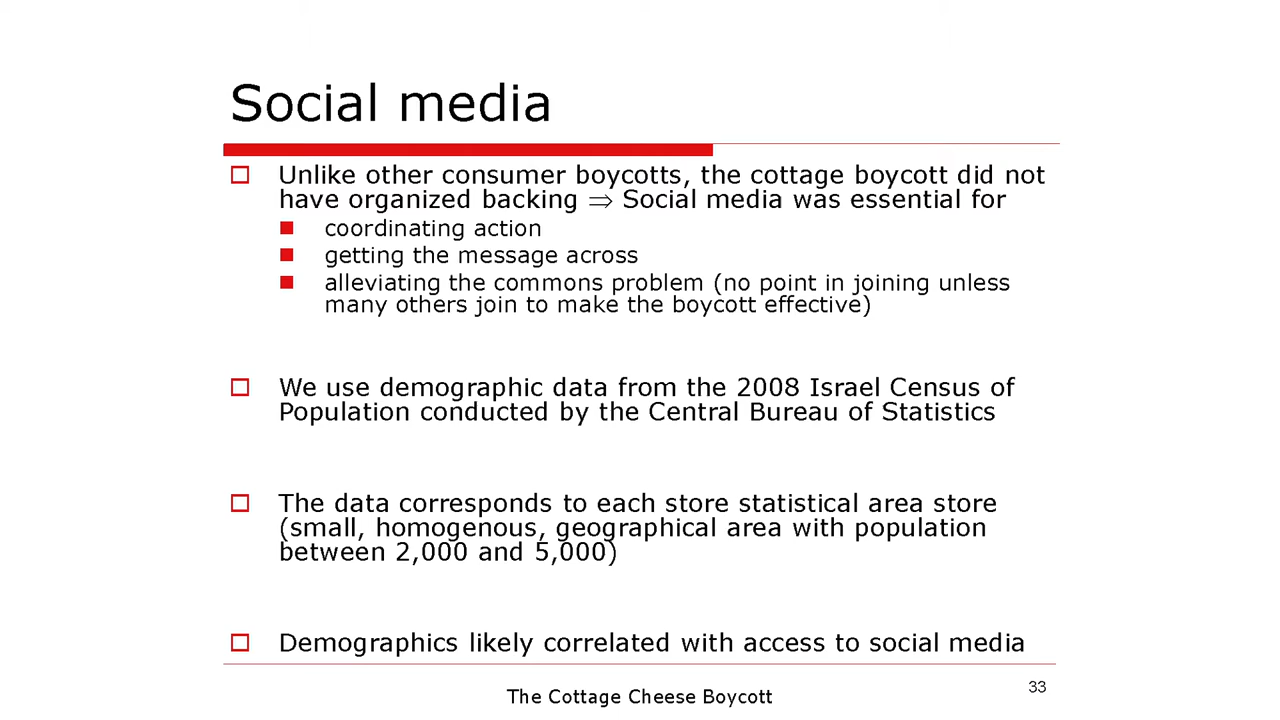 Social media
Unlike other consumer boycotts, the cottage boycott did not
have organized backing ⇒ Social media was essential for
coordinating action
getting the message across
alleviating the commons problem (no point in joining unless
many others join to make the boycott effective)
We use demographic data from the 2008 Israel Census of
Population conducted by the Central Bureau of Statistics
The data corresponds to each store statistical area store
(small, homogenous, geographical area with population
between 2,000 and 5,000)
Demographics likely correlated with access to social media
The Cottage Cheese Boycott
33